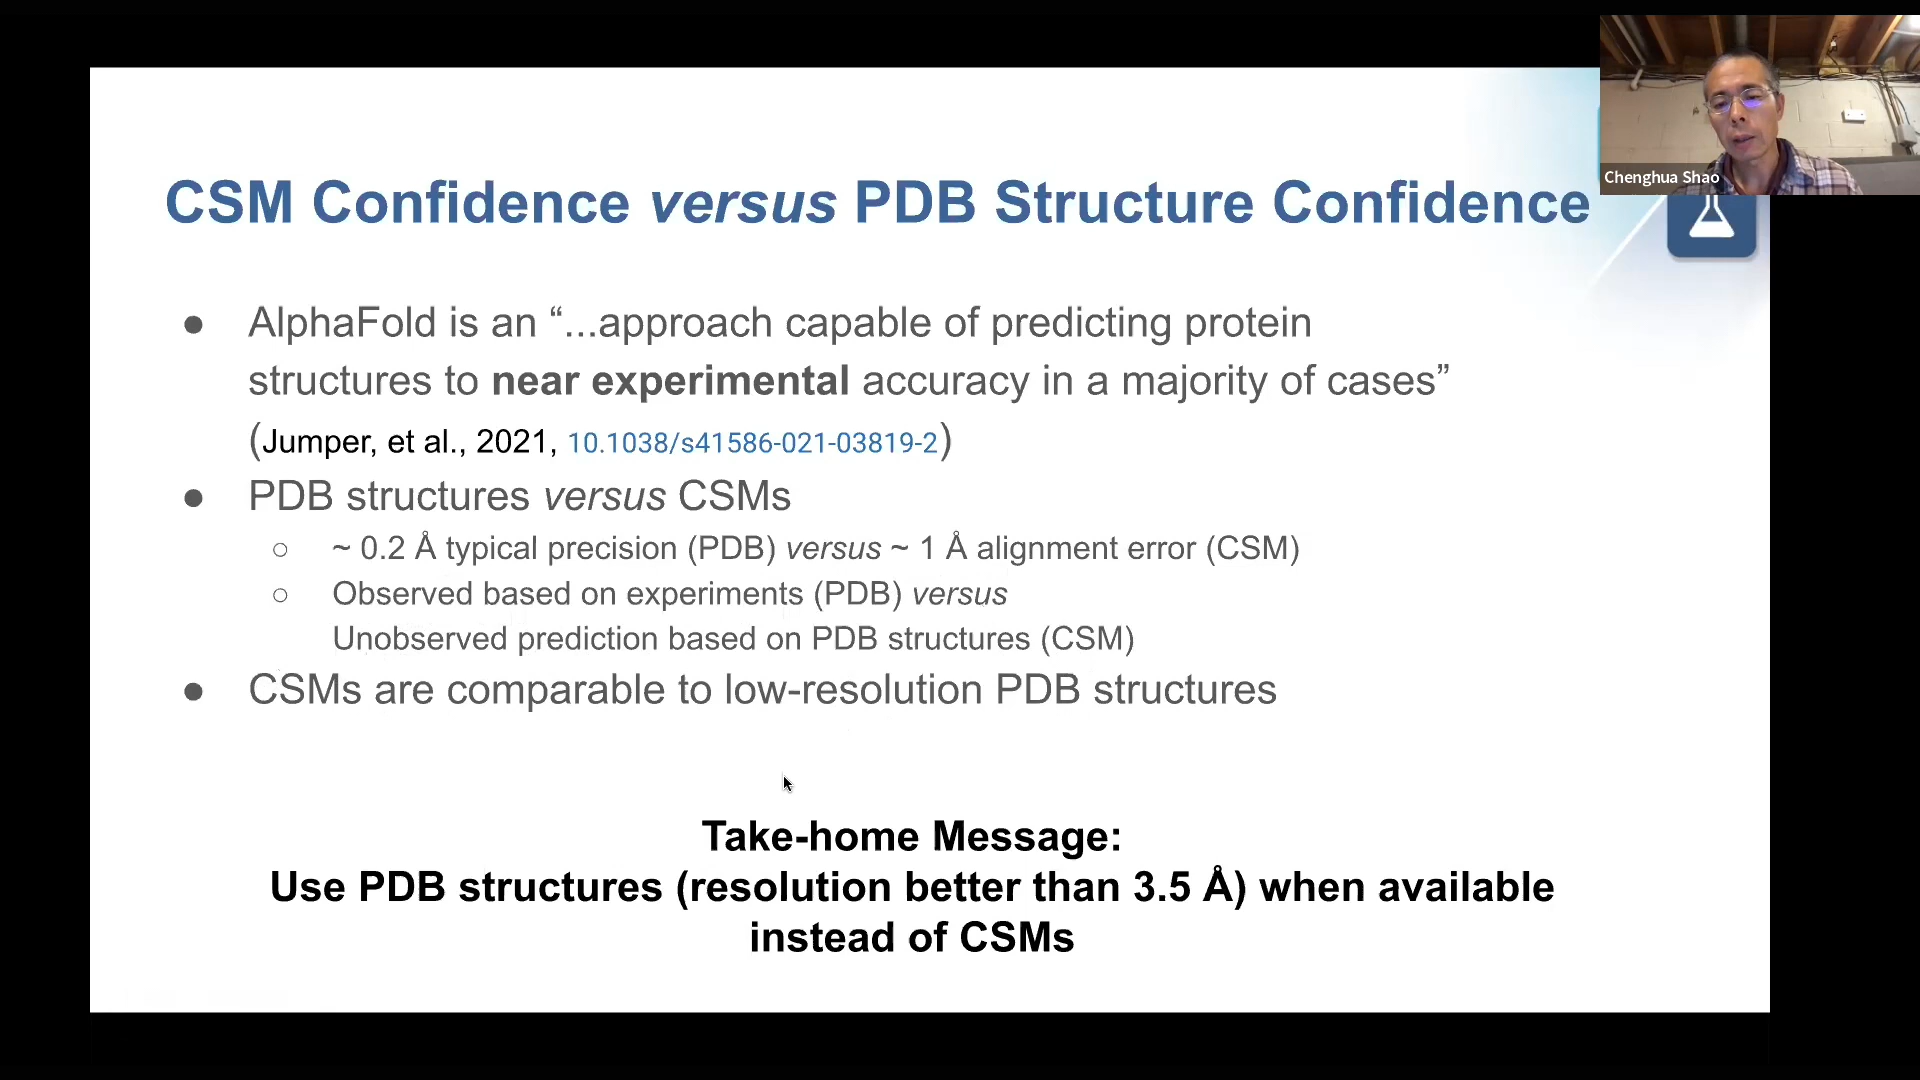 Chenghua Shao
CSM Confidence versus PDB Structure Confidence
● AlphaFold is an “...approach capable of predicting protein
structures to near experimental accuracy in a majority of cases”
(Jumper, et al., 2021, 10.1038/s41586-021-03819-2)
● PDB structures versus CSMs
○ ~ 0.2 Å typical precision (PDB) versus ~ 1 Å alignment error (CSM)
○ Observed based on experiments (PDB) versus
Unobserved prediction based on PDB structures (CSM)
● CSMs are comparable to low-resolution PDB structures
Take-home Message:
Use PDB structures (resolution better than 3.5 Å) when available
instead of CSMs